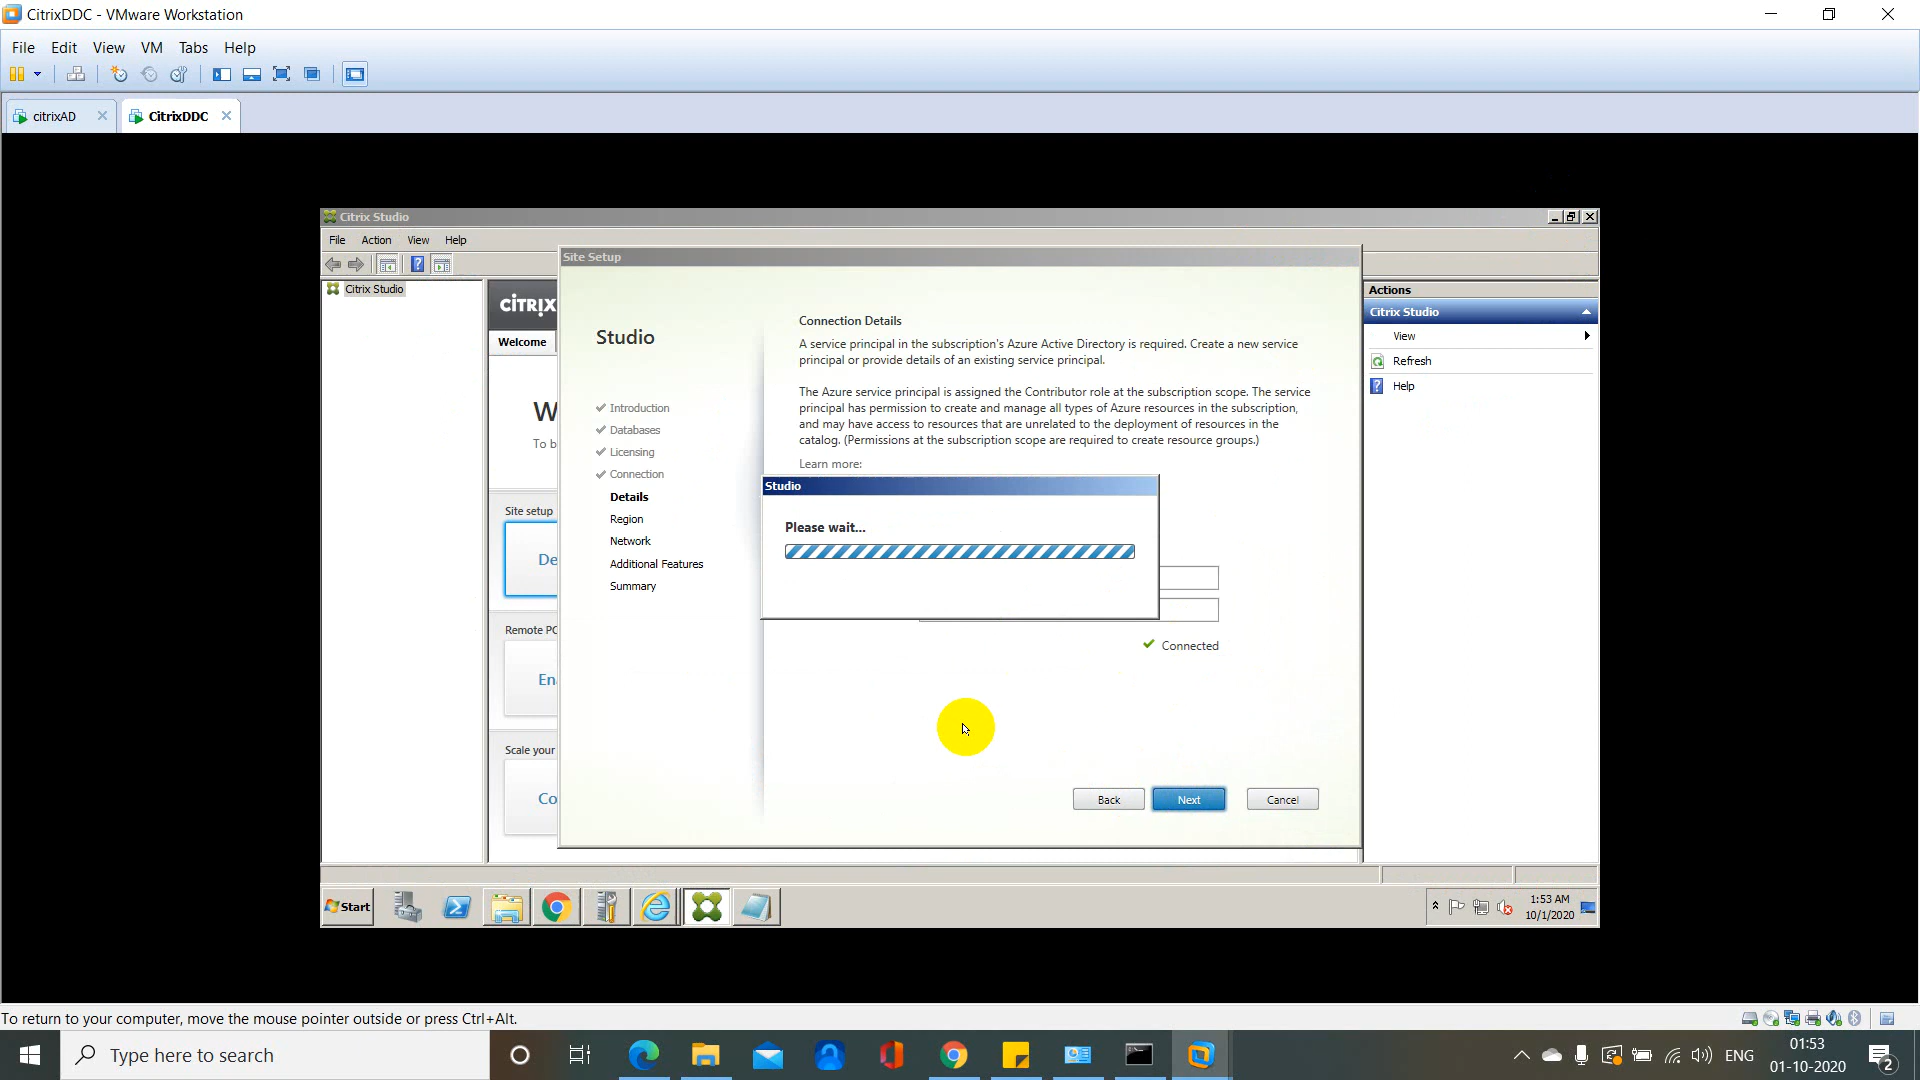 CitrixDDC - VMware Workstation
File Edit View VM Tabs Help
citrixAD
CitrixDDC
Citrix Studio
File Action View Help
Site Setup
Citrix Studio
CİTRIX
Welcome
Studio
Connection Details
A service principal in the subscription's Azure Active Directory is required. Create a new service
principal or provide details of an existing service principal.
The Azure service principal is assigned the Contributor role at the subscription scope. The service
principal has permission to create and manage all types of Azure resources in the subscription,
and may have access to resources that are unrelated to the deployment of resources in the
catalog. (Permissions at the subscription scope are required to create resource groups.)
Learn more:
Introduction
Databases
Licensing
Connection
Details
Region
Network
Additional Features
Summary
W
To b
Site setup
De
Remote PC
En
Scale your
Co
Studio
Please wait...
Connected
Back
Next
Cancel
Actions
Citrix Studio
View
Refresh
Help
Start
1:53 AM
10/1/2020
To return to your computer, move the mouse pointer outside or press Ctrl+Alt.
Type here to search
ENG
01:53
01-10-2020
2